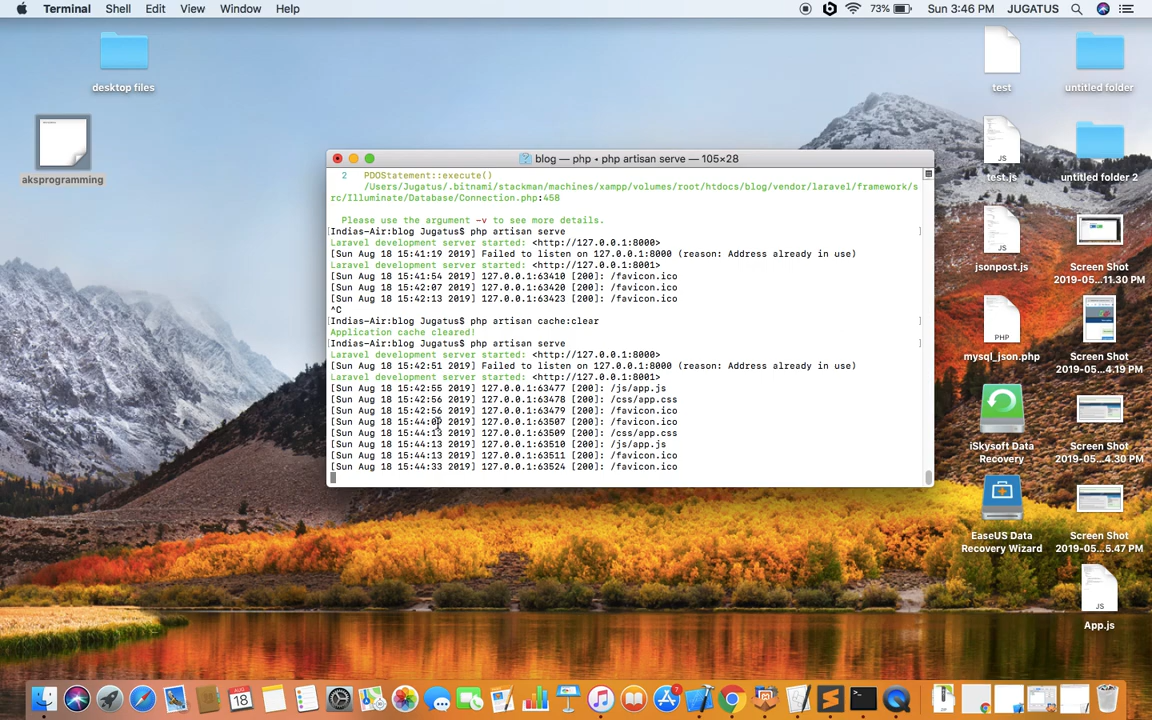 Terminal Shell Edit View Window Help 73% Sun 3:46 PM JUGATUS
desktop files
aksprogramming
test
untitled folder
JS
test.js
untitled folder 2
jsonpost.js
Screen Shot
2019-05...11.30 PM
PHP
mysql_json.php
Screen Shot
2019-05...4.19 PM
iSkysoft Data
Recovery
Screen Shot
2019-05...4.30 PM
EaseUS Data
Recovery Wizard
Screen Shot
2019-05...5.47 PM
JS
App.js
blog — php • php artisan serve — 105×28
2 PDOStatement::execute()
/Users/Jugatus/.bitnami/stackman/machines/xampp/volumes/root/htdocs/blog/vendor/laravel/framework/s
rc/Illuminate/Database/Connection.php:458
Please use the argument -v to see more details.
[Indias-Air:blog Jugatus$ php artisan serve ]
Laravel development server started: <http://127.0.0.1:8000>
[Sun Aug 18 15:41:19 2019] Failed to listen on 127.0.0.1:8000 (reason: Address already in use)
Laravel development server started: <http://127.0.0.1:8001>
[Sun Aug 18 15:41:54 2019] 127.0.0.1:63410 [200]: /favicon.ico
[Sun Aug 18 15:42:07 2019] 127.0.0.1:63420 [200]: /favicon.ico
[Sun Aug 18 15:42:13 2019] 127.0.0.1:63423 [200]: /favicon.ico
^C
[Indias-Air:blog Jugatus$ php artisan cache:clear ]
Application cache cleared!
[Indias-Air:blog Jugatus$ php artisan serve ]
Laravel development server started: <http://127.0.0.1:8000>
[Sun Aug 18 15:42:51 2019] Failed to listen on 127.0.0.1:8000 (reason: Address already in use)
Laravel development server started: <http://127.0.0.1:8001>
[Sun Aug 18 15:42:55 2019] 127.0.0.1:63477 [200]: /js/app.js
[Sun Aug 18 15:42:56 2019] 127.0.0.1:63478 [200]: /css/app.css
[Sun Aug 18 15:42:56 2019] 127.0.0.1:63479 [200]: /favicon.ico
[Sun Aug 18 2019] 127.0.0.1:63507 [200]: /favicon.ico
[Sun Aug 18 15:44:13 2019] 127.0.0.1:63509 [200]: /css/app.css
[Sun Aug 18 15:44:13 2019] 127.0.0.1:63510 [200]: /js/app.js
[Sun Aug 18 15:44:13 2019] 127.0.0.1:63511 [200]: /favicon.ico
[Sun Aug 18 15:44:33 2019] 127.0.0.1:63524 [200]: /favicon.ico
AUG
18
7